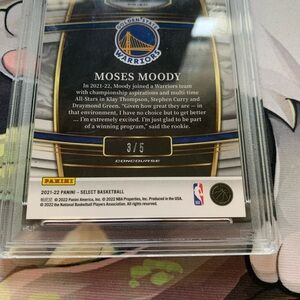 GOLDEN STATE
WARRIORS
MOSES MOODY
In 2021-22, Moody joined a Warriors team
with championship aspirations and multi-time
All-Stars in Klay Thompson, Stephen Curry and
Draymond Green. "Given how great they are — in
that environment, I have no choice but to get better
... I'm extremely excited. I'm just glad to be part
of a winning program," said the rookie.
3/5
CONCOURSE
PANINI
2021-22 PANINI - SELECT BASKETBALL
© 2022 Panini America, Inc. © 2022 NBA Properties, Inc. Produced in the USA.
© 2022 the National Basketball Players Association. All rights reserved.
NBA